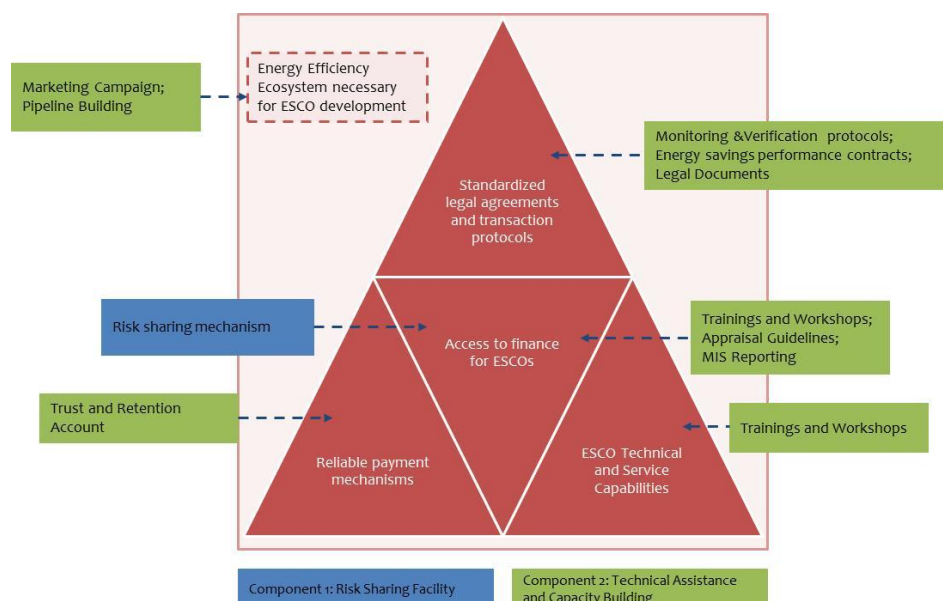 Marketing Campaign;
Pipeline Building
Energy Efficiency
Ecosystem necessary
for ESCO development
Monitoring &Verification protocols;
Energy savings performance contracts;
Legal Documents
Standardized
legal agreements
and transaction
protocols
Risk sharing mechanism
Access to finance
for ESCOs
Trainings and Workshops;
Appraisal Guidelines;
MIS Reporting
Trust and Retention
Account
Reliable payment
mechanisms
ESCO Technical
and Service
Capabilities
Trainings and Workshops
Component 1: Risk Sharing Facility
Component 2: Technical Assistance
and Capacity Building